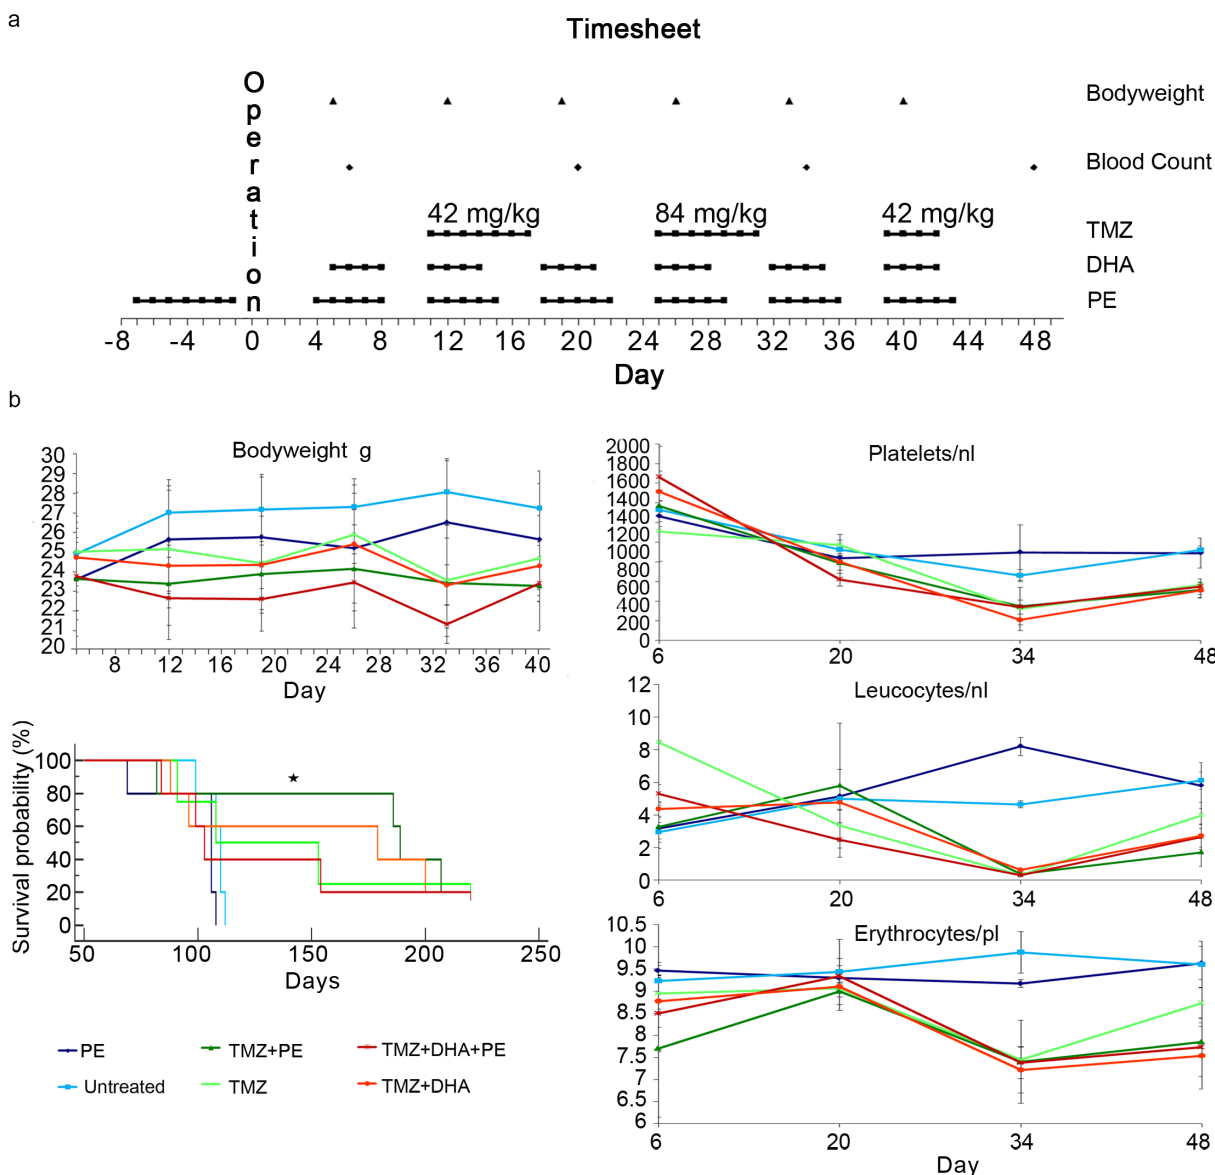 a
Timesheet
Operation
Bodyweight
Blood Count
42 mg/kg 84 mg/kg 42 mg/kg
TMZ
DHA
PE
-8 -4 0 4 8 12 16 20 24 28 32 36 40 44 48
Day
b
Bodyweight g
30
29
28
27
26
25
24
23
22
21
20
8 12 16 20 24 28 32 36 40
Day
Platelets/nl
2000
1800
1600
1400
1200
1000
800
600
400
200
0
6 20 34 48
Leucocytes/nl
12
10
8
6
4
2
0
6 20 34 48
Survival probability (%)
100
80
60
40
20
0
50 100 150 200 250
Days
Erythrocytes/pl
10.5
10
9.5
9
8.5
8
7.5
7
6.5
6
6 20 34 48
Day
PE TMZ+PE TMZ+DHA+PE
Untreated TMZ TMZ+DHA